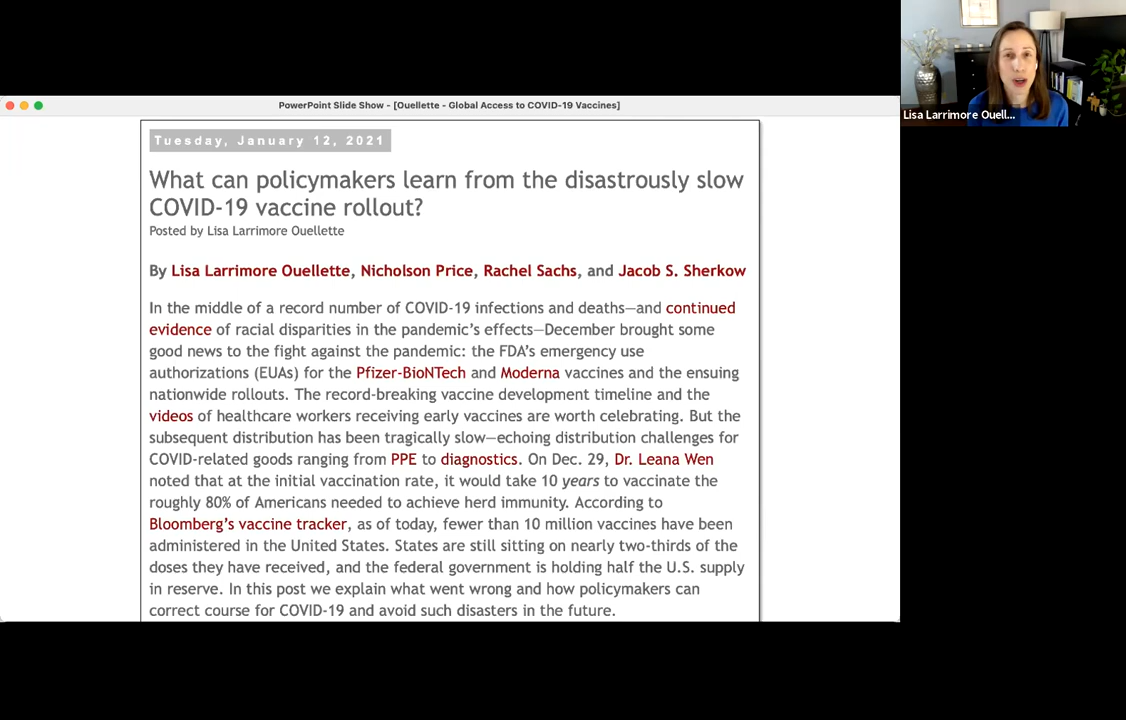 PowerPoint Slide Show - [Ouellette - Global Access to COVID-19 Vaccines]
Lisa Larrimore Ouell...
Tuesday, January 12, 2021
What can policymakers learn from the disastrously slow
COVID-19 vaccine rollout?
Posted by Lisa Larrimore Ouellette
By Lisa Larrimore Ouellette, Nicholson Price, Rachel Sachs, and Jacob S. Sherkow
In the middle of a record number of COVID-19 infections and deaths—and continued
evidence of racial disparities in the pandemic's effects—December brought some
good news to the fight against the pandemic: the FDA's emergency use
authorizations (EUAs) for the Pfizer-BioNTech and Moderna vaccines and the ensuing
nationwide rollouts. The record-breaking vaccine development timeline and the
videos of healthcare workers receiving early vaccines are worth celebrating. But the
subsequent distribution has been tragically slow—echoing distribution challenges for
COVID-related goods ranging from PPE to diagnostics. On Dec. 29, Dr. Leana Wen
noted that at the initial vaccination rate, it would take 10 years to vaccinate the
roughly 80% of Americans needed to achieve herd immunity. According to
Bloomberg's vaccine tracker, as of today, fewer than 10 million vaccines have been
administered in the United States. States are still sitting on nearly two-thirds of the
doses they have received, and the federal government is holding half the U.S. supply
in reserve. In this post we explain what went wrong and how policymakers can
correct course for COVID-19 and avoid such disasters in the future.